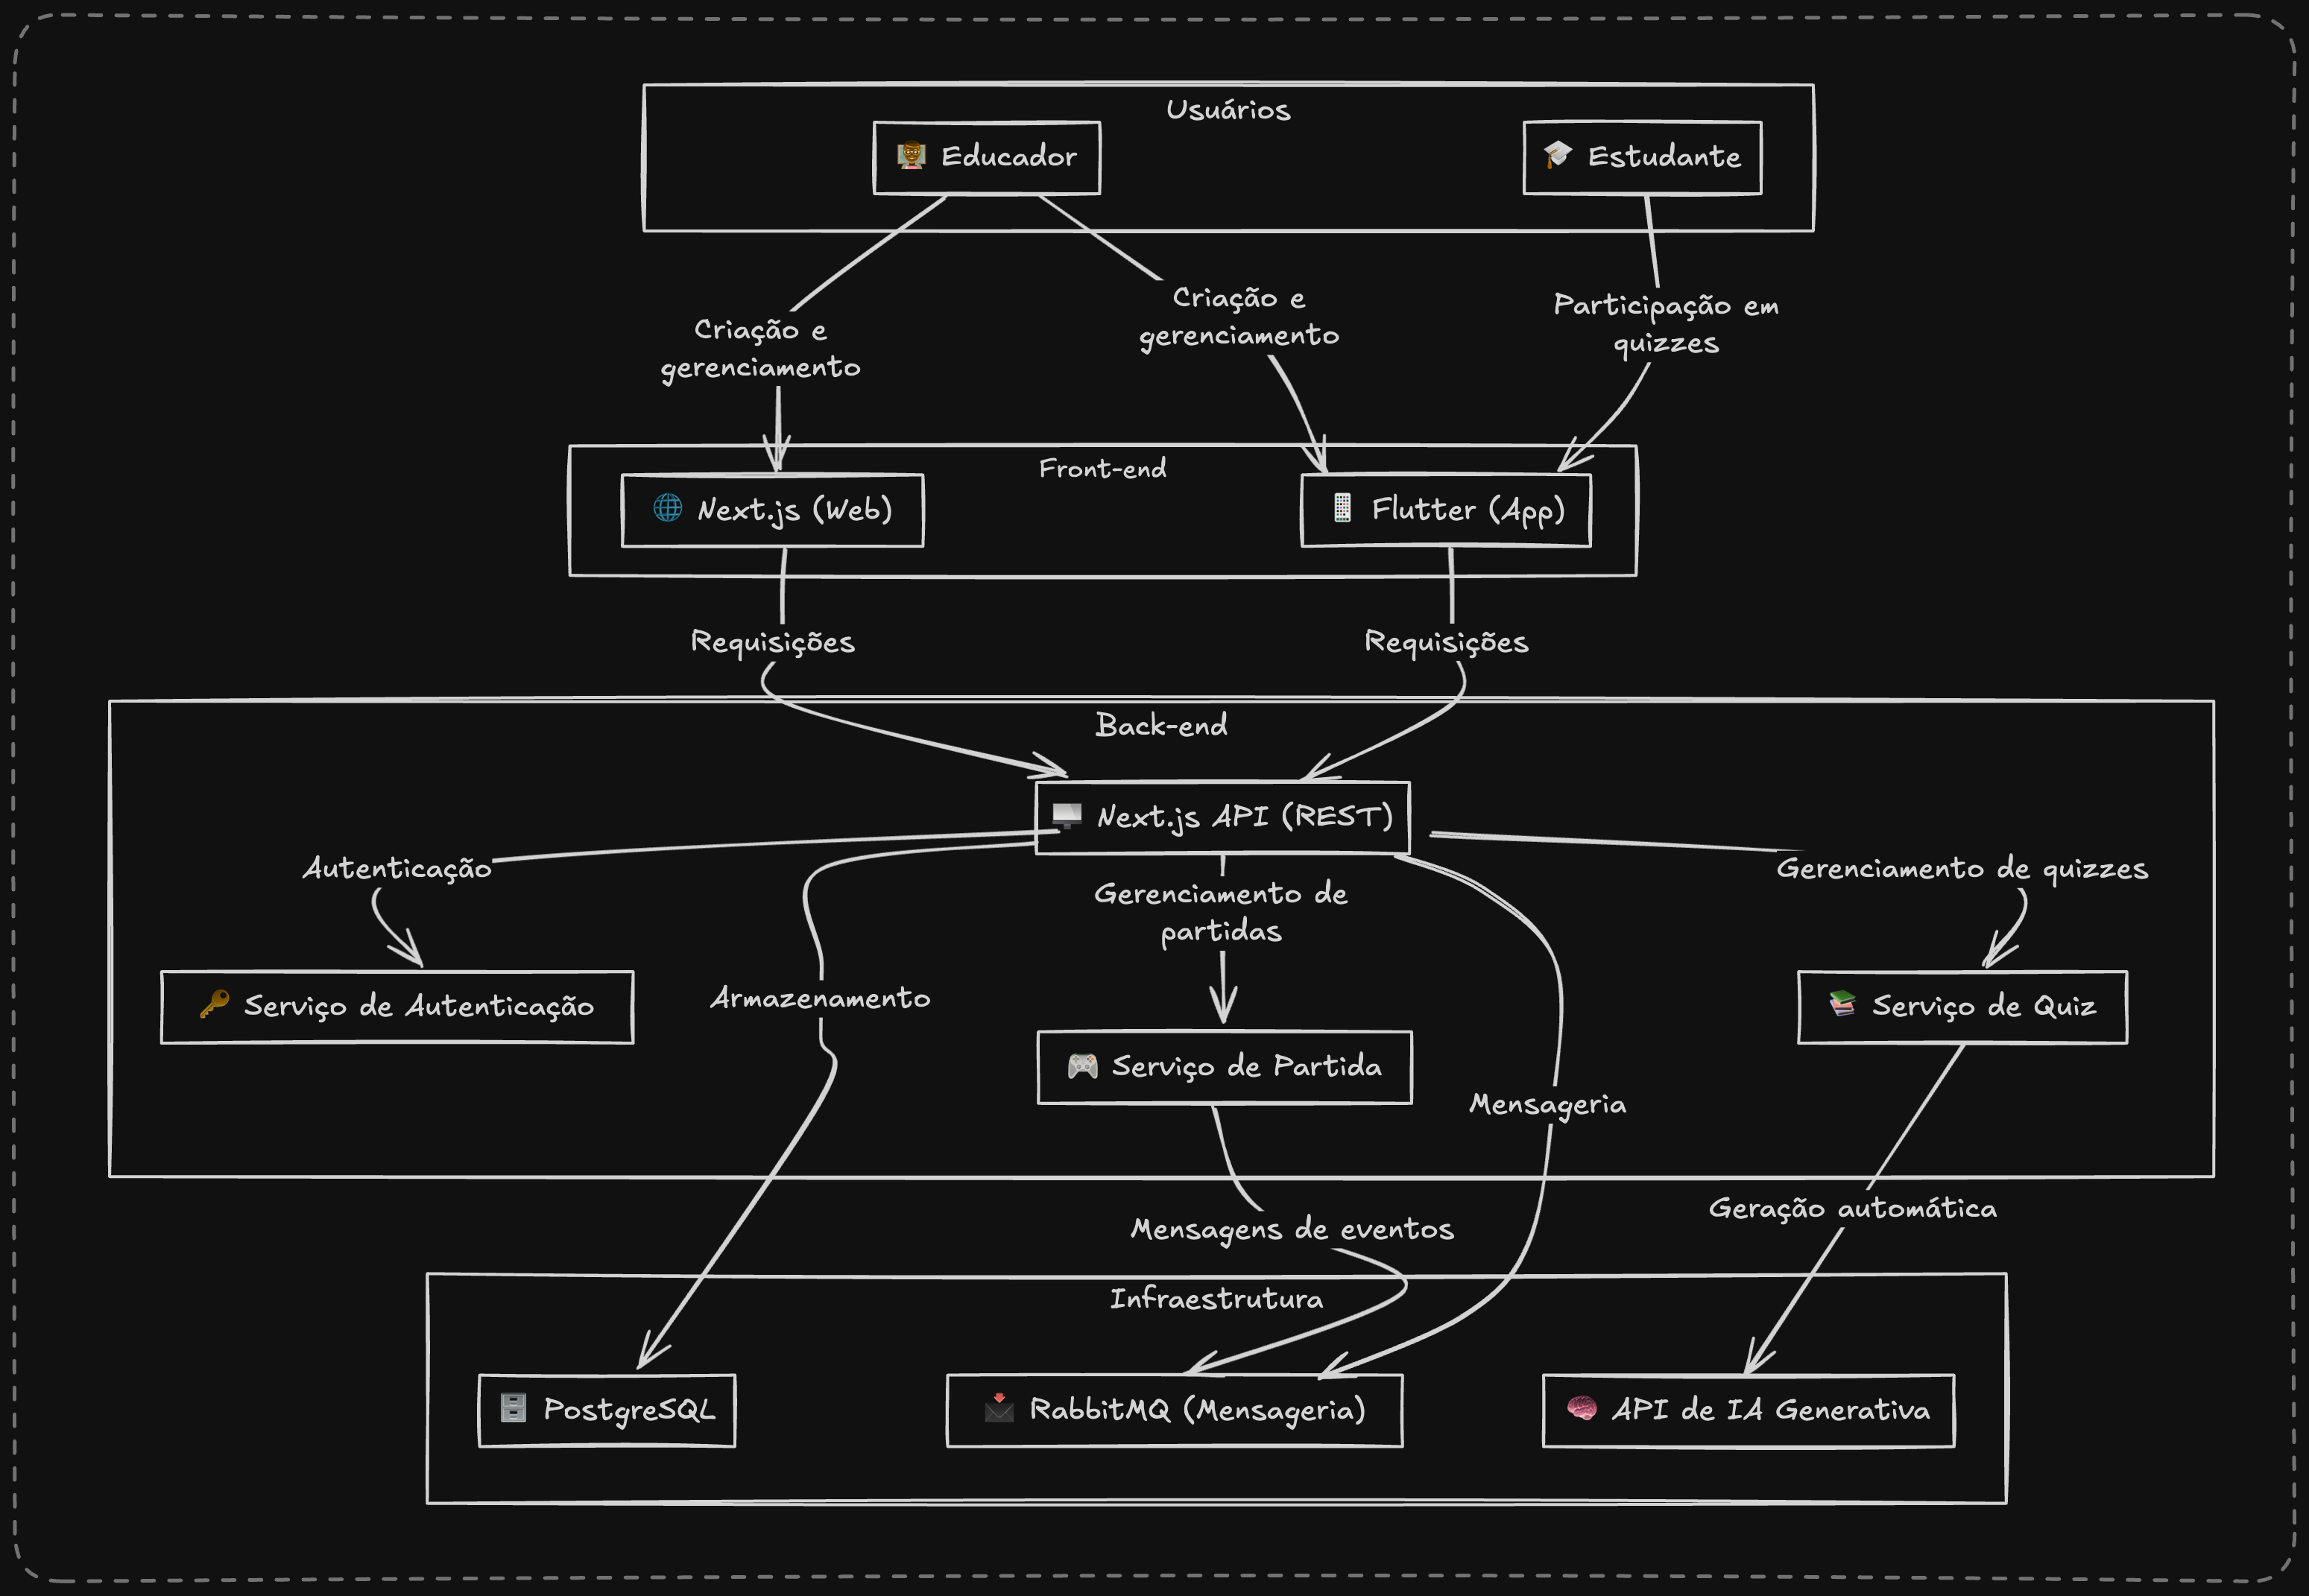 Usuários
Educador
Estudante
Criação e
gerenciamento
Criação e
gerenciamento
Participação em
quizzes
Front-end
Next.js (Web)
Flutter (App)
Requisições
Requisições
Back-end
Next.js API (REST)
Autenticação
Gerenciamento de
partidas
Gerenciamento de quizzes
Serviço de Autenticação
Armazenamento
Serviço de Quiz
Serviço de Partida
Mensageria
Mensagens de eventos
Geração automática
Infraestrutura
PostgreSQL
RabbitMQ (Mensageria)
API de IA Generativa